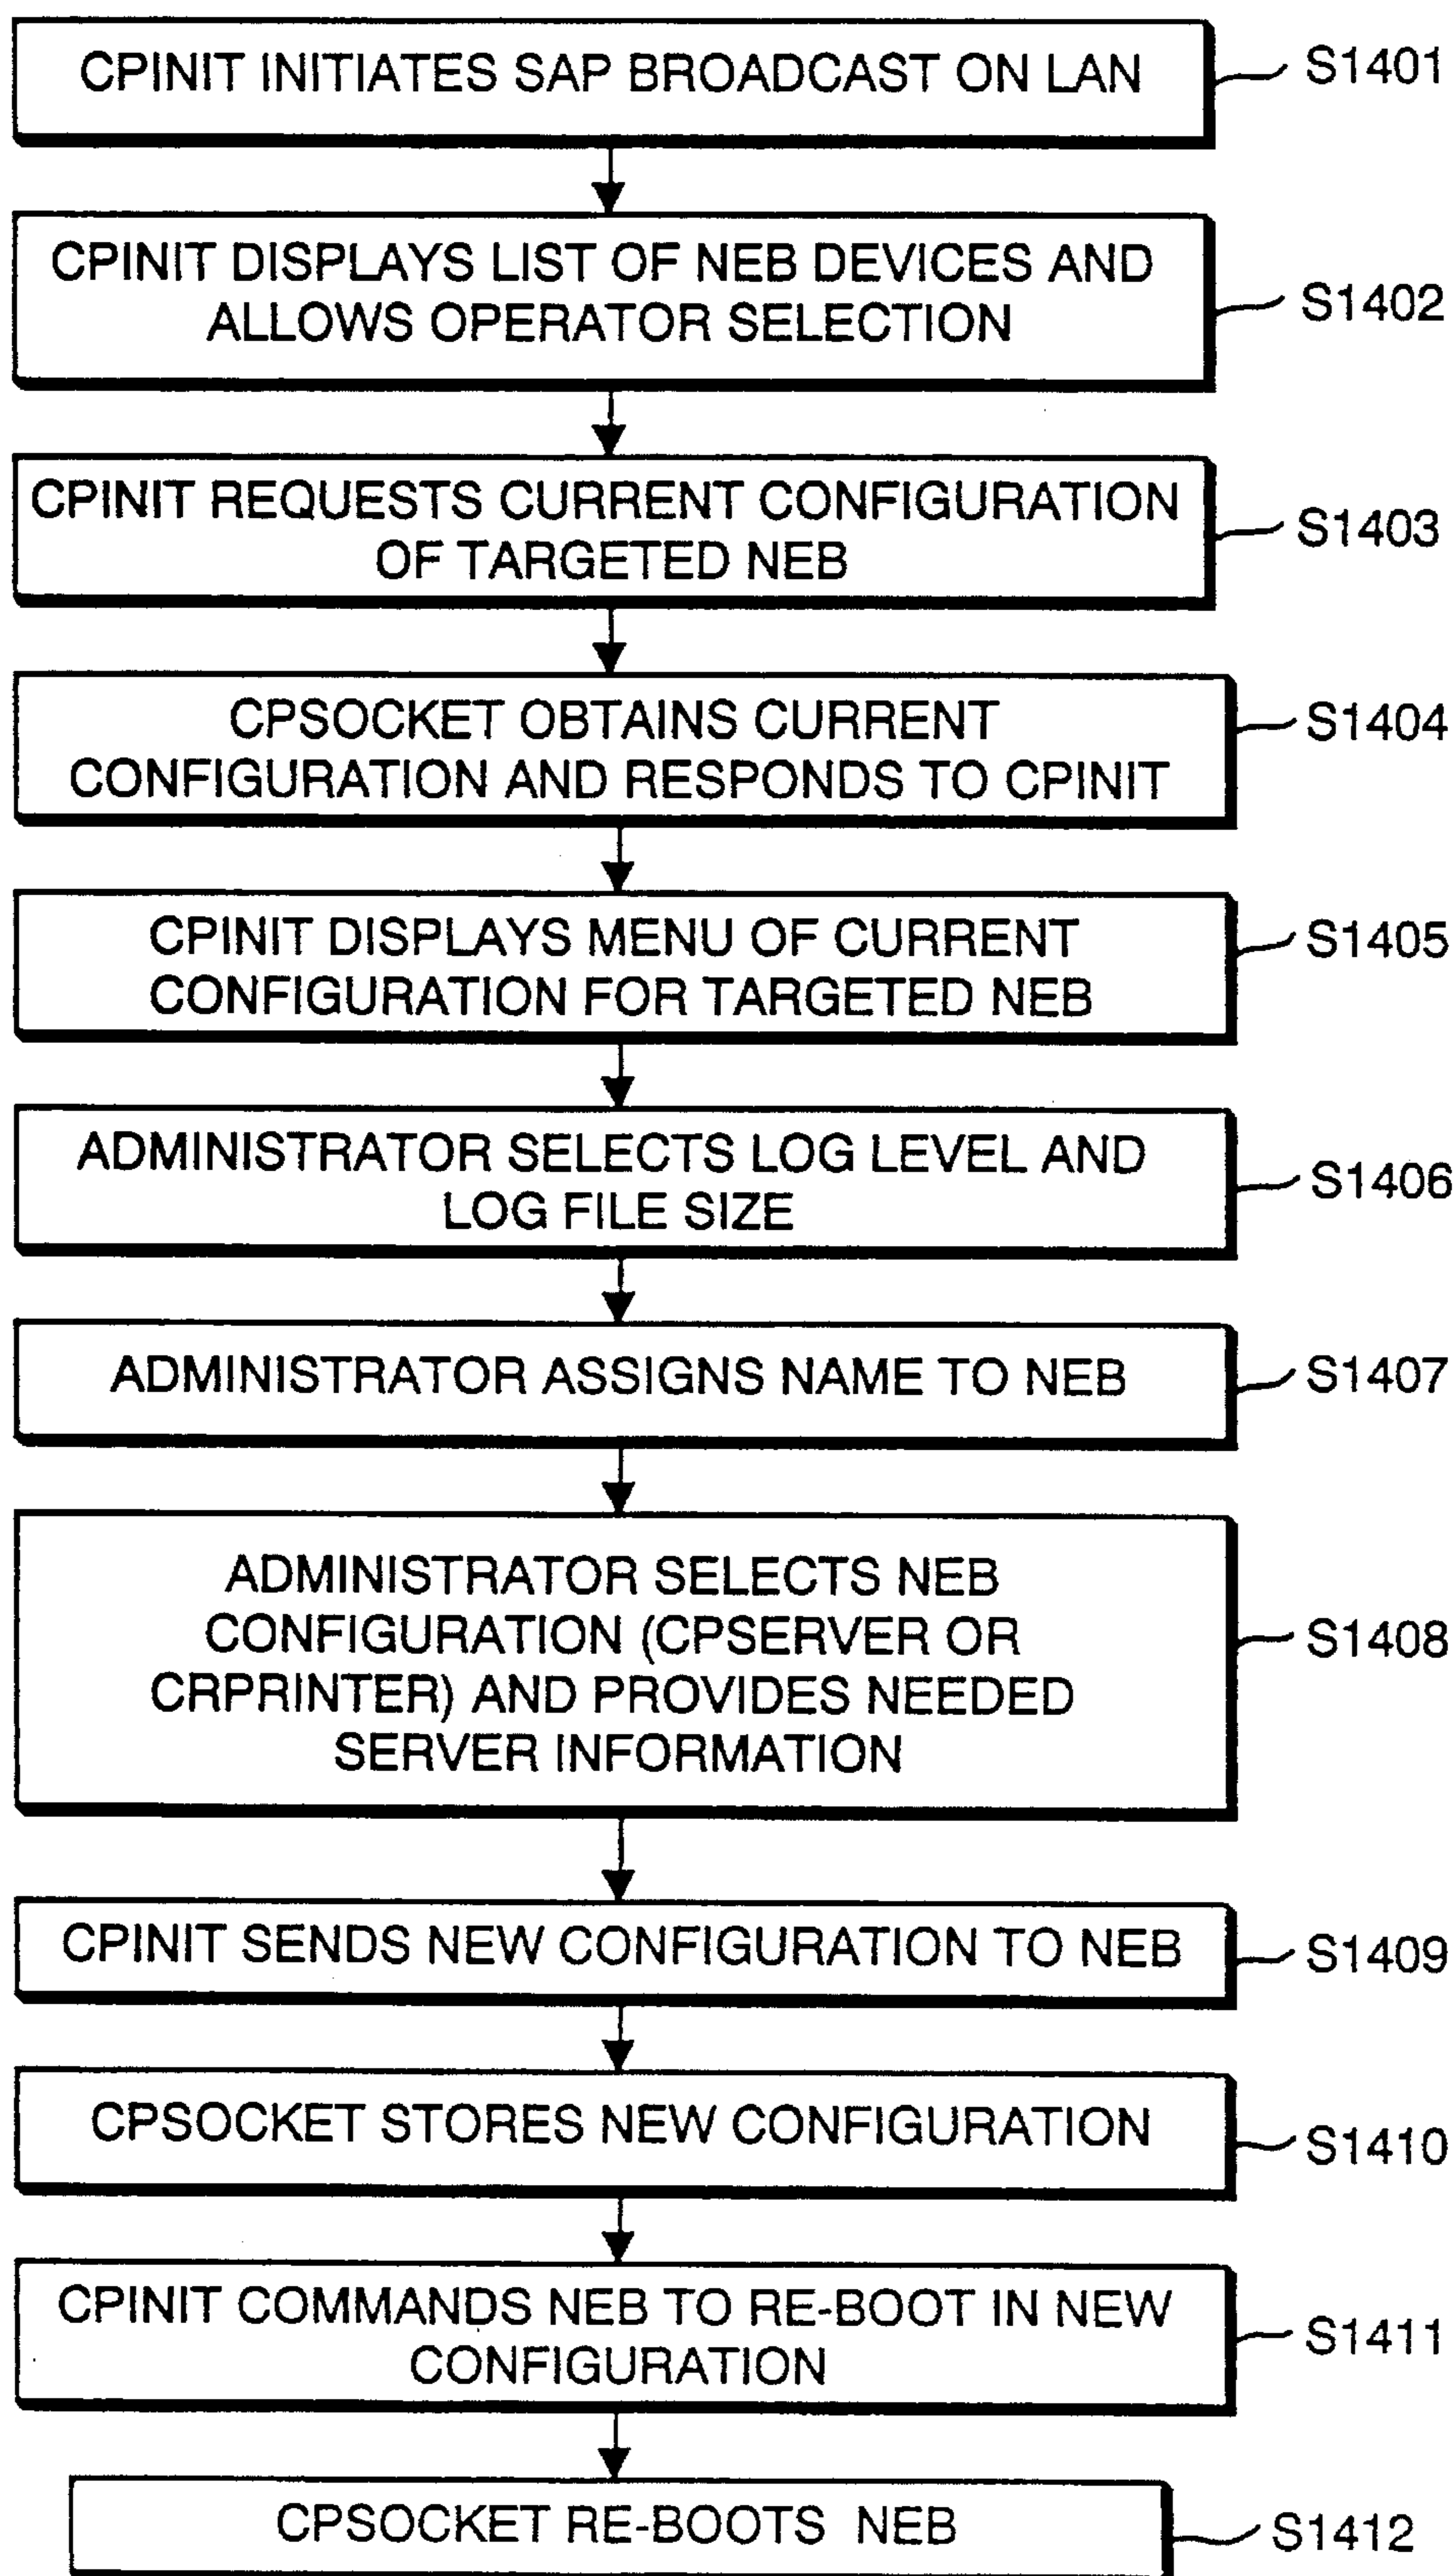 CPINIT INITIATES SAP BROADCAST ON LAN
S1401
CPINIT DISPLAYS LIST OF NEB DEVICES AND
ALLOWS OPERATOR SELECTION
S1402
CPINIT REQUESTS CURRENT CONFIGURATION
OF TARGETED NEB
S1403
CPSOCKET OBTAINS CURRENT
CONFIGURATION AND RESPONDS TO CPINIT
S1404
CPINIT DISPLAYS MENU OF CURRENT
CONFIGURATION FOR TARGETED NEB
S1405
ADMINISTRATOR SELECTS LOG LEVEL AND
LOG FILE SIZE
S1406
ADMINISTRATOR ASSIGNS NAME TO NEB
S1407
ADMINISTRATOR SELECTS NEB
CONFIGURATION (CPSERVER OR
CRPRINTER) AND PROVIDES NEEDED
SERVER INFORMATION
S1408
CPINIT SENDS NEW CONFIGURATION TO NEB
S1409
CPSOCKET STORES NEW CONFIGURATION
S1410
CPINIT COMMANDS NEB TO RE-BOOT IN NEW
CONFIGURATION
S1411
CPSOCKET RE-BOOTS NEB
S1412